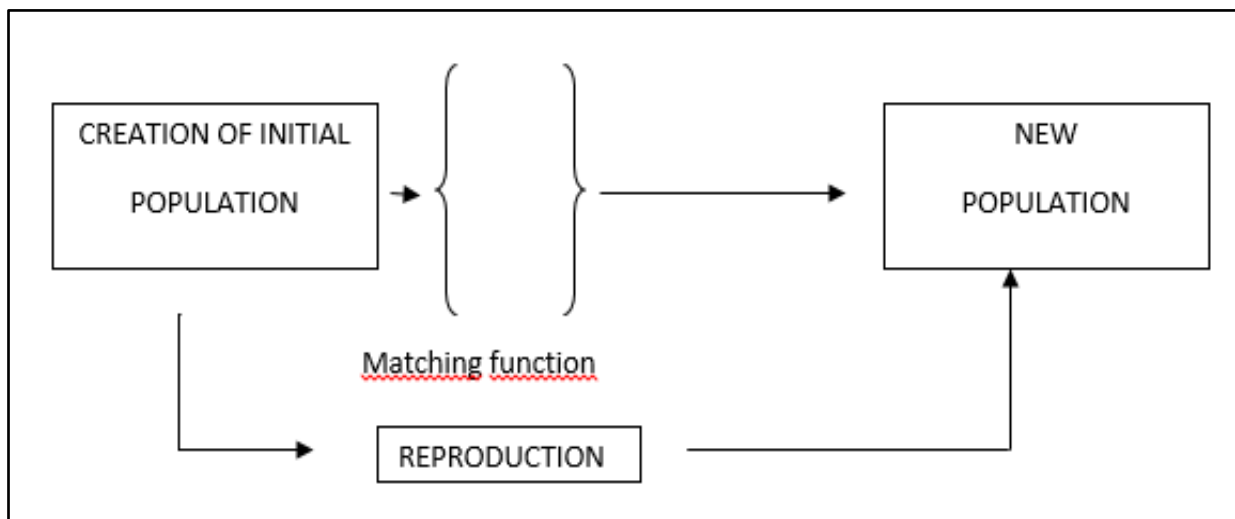 CREATION OF INITIAL
POPULATION
NEW
POPULATION
Matching function
REPRODUCTION